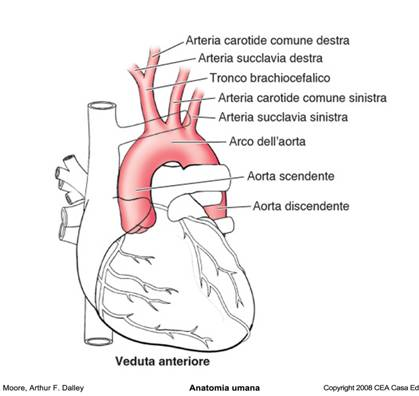 Arteria carotide comune destra
Arteria succlavia destra
Tronco brachiocefalico
Arteria carotide comune sinistra
Arteria succlavia sinistra
Arco dell'aorta
Aorta scendente
Aorta discendente
Veduta anteriore
Moore, Arthur F. Dalley Anatomia umana Copyright 2008 CEA Casa Ed